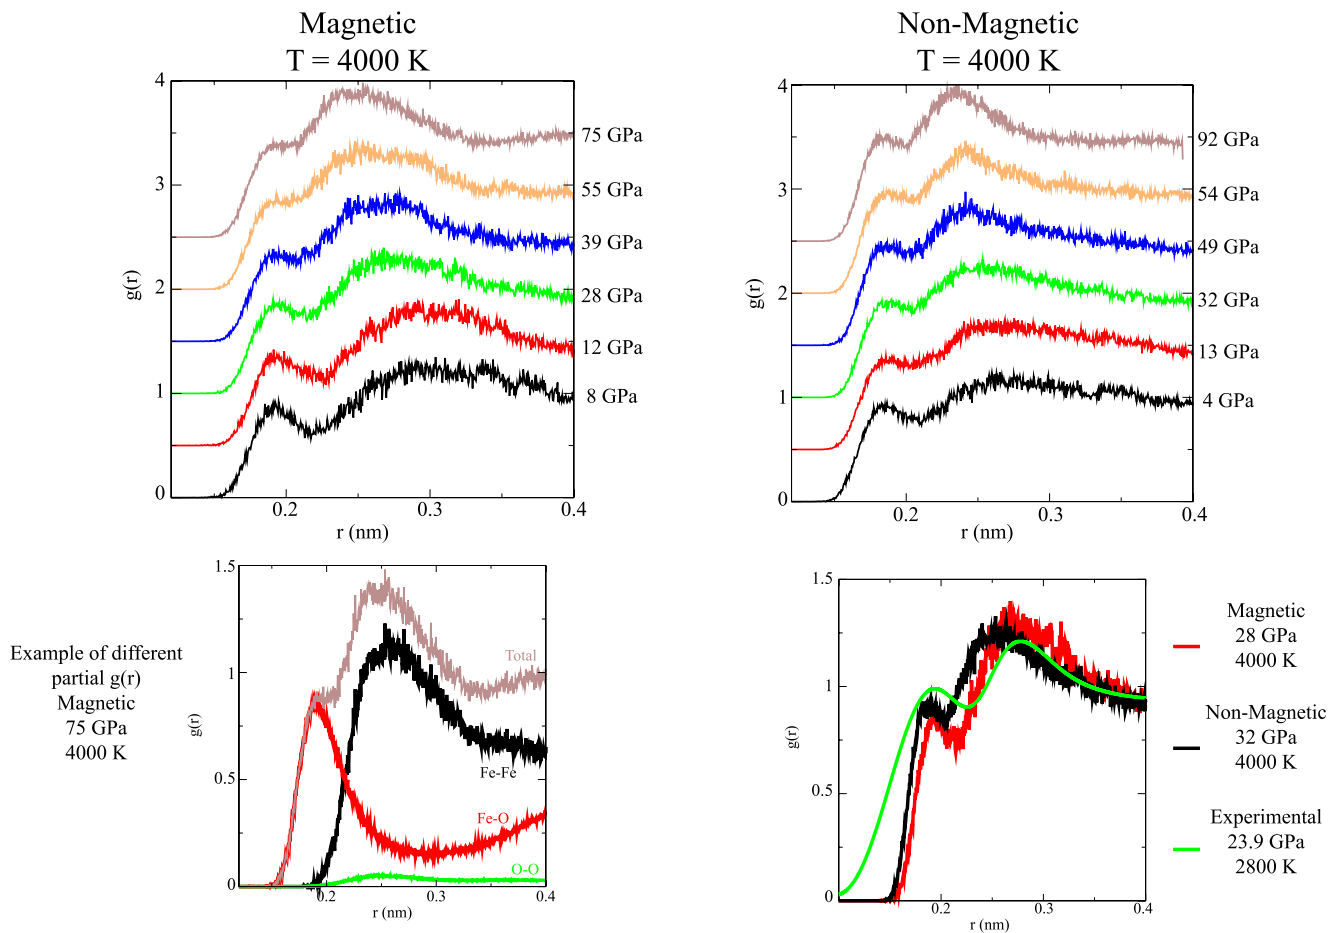 Magnetic
T = 4000 K
4
3
2
1
0
g(r)
0.2
0.3
0.4
r (nm)
75 GPa
55 GPa
39 GPa
28 GPa
12 GPa
8 GPa
Non-Magnetic
T = 4000 K
4
3
2
1
0
g(r)
0.2
0.3
0.4
r (nm)
92 GPa
54 GPa
49 GPa
32 GPa
13 GPa
4 GPa
Example of different
partial g(r)
Magnetic
75 GPa
4000 K
1.5
1
0.5
0
g(r)
Total
Fe-Fe
Fe-O
O-O
0.2
0.3
0.4
r (nm)
1.5
1
0.5
0
g(r)
0.2
0.3
0.4
r (nm)
Magnetic
28 GPa
4000 K
Non-Magnetic
32 GPa
4000 K
Experimental
23.9 GPa
2800 K